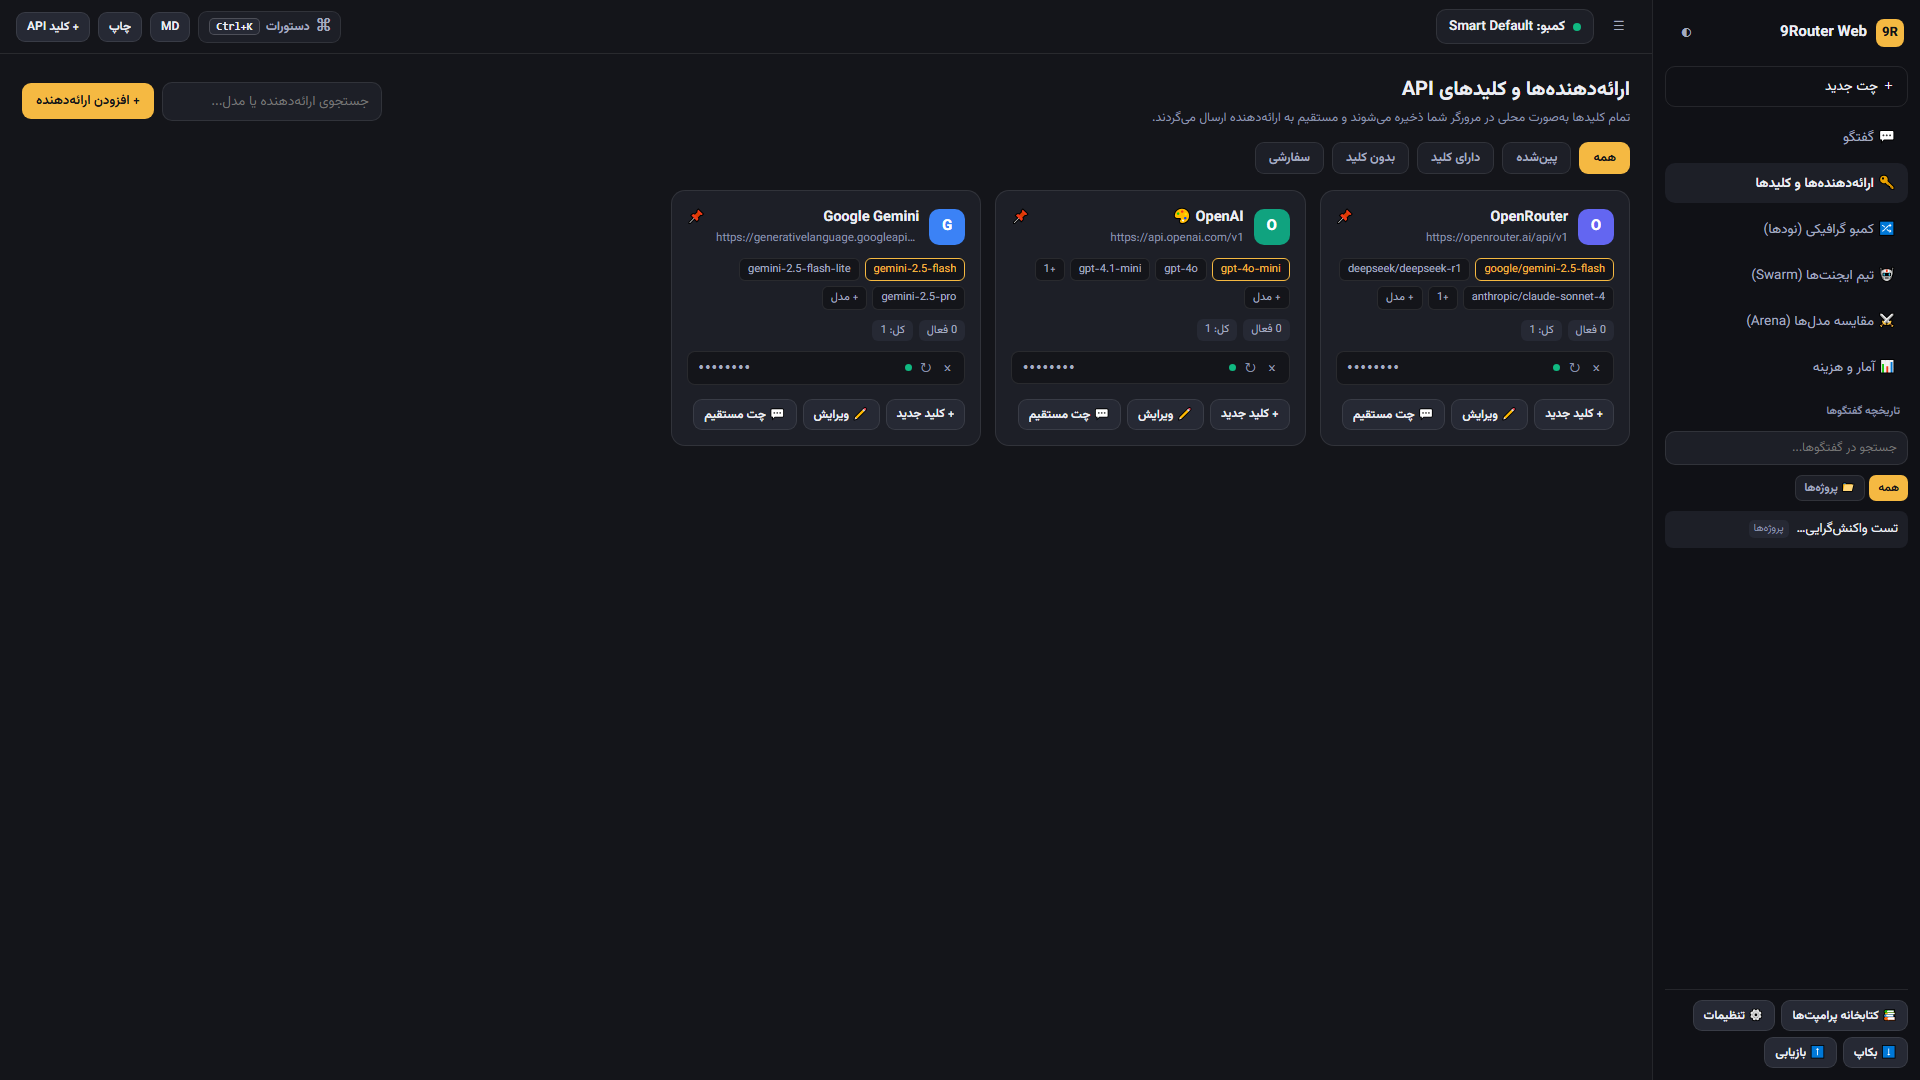 9R 9Router Web
+ چت جدید
گفتگو
ارائه‌دهنده‌ها و کلیدها
کمبو گرافیکی (نودها)
تیم ایجنت‌ها (Swarm)
مقایسه مدل‌ها (Arena)
آمار و هزینه
تاریخچه گفتگوها
جستجو در گفتگوها...
همه پروژه‌ها
تست واکنش‌گرایی... پروژه‌ها
کتابخانه پرامپت‌ها تنظیمات
بکاپ بازیابی
کمبو: Smart Default
⌘ دستورات Ctrl+K MD چاپ + کلید API
ارائه‌دهنده‌ها و کلیدهای API
تمام کلیدها به‌صورت محلی در مرورگر شما ذخیره می‌شوند و مستقیم به ارائه‌دهنده ارسال می‌گردند.
جستجوی ارائه‌دهنده یا مدل... + افزودن ارائه‌دهنده
همه پین‌شده دارای کلید بدون کلید سفارشی
O OpenRouter
https://openrouter.ai/api/v1
google/gemini-2.5-flash deepseek/deepseek-r1
anthropic/claude-sonnet-4 +1 + مدل
0 فعال کل: 1
× ↻ ••••••••
+ کلید جدید ویرایش چت مستقیم
O OpenAI
https://api.openai.com/v1
gpt-4o-mini gpt-4o gpt-4.1-mini +1
+ مدل
0 فعال کل: 1
× ↻ ••••••••
+ کلید جدید ویرایش چت مستقیم
G Google Gemini
https://generativelanguage.googleapi...
gemini-2.5-flash gemini-2.5-flash-lite
gemini-2.5-pro + مدل
0 فعال کل: 1
× ↻ ••••••••
+ کلید جدید ویرایش چت مستقیم